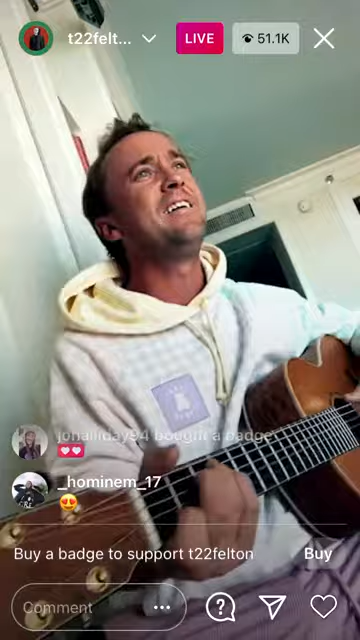 t22felt...
LIVE
51.1K
johalliday94 bought a badge
_hominem_17
Buy a badge to support t22felton
Buy
Comment